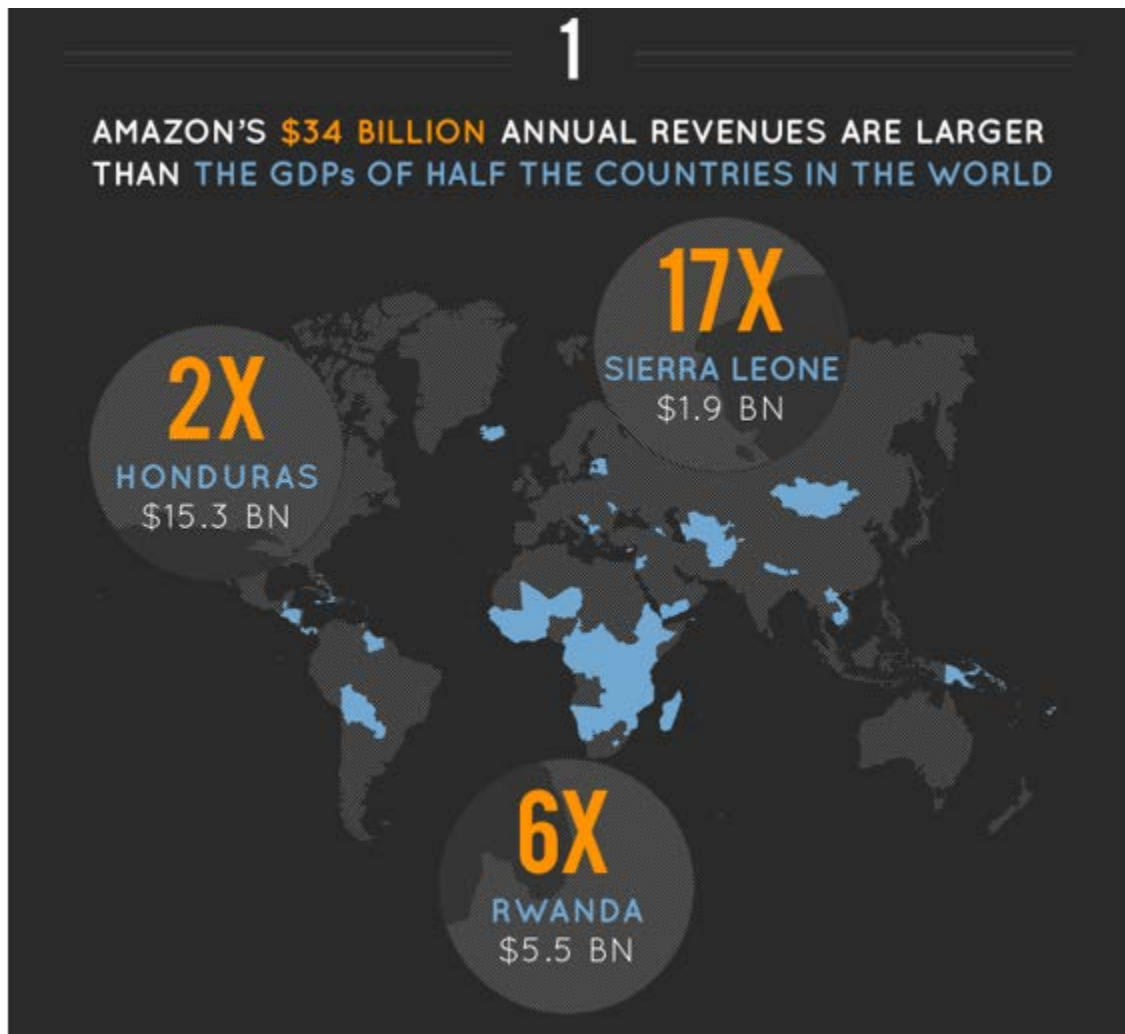 1
AMAZON'S $34 BILLION ANNUAL REVENUES ARE LARGER
THAN THE GDPs OF HALF THE COUNTRIES IN THE WORLD
17X
SIERRA LEONE
$1.9 BN
2X
HONDURAS
$15.3 BN
6X
RWANDA
$5.5 BN